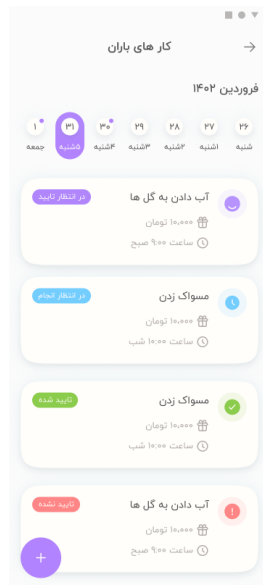 کار های باران
فروردین ۱۴۰۲
۲۶ ۲۷ ۲۸ ۲۹ ۳۰ ۳۱ ۱
شنبه ۱شنبه ۲شنبه ۳شنبه ۴شنبه ۵شنبه جمعه
آب دادن به گل ها
در انتظار تایید
۱۰،۰۰۰ تومان
ساعت ۹:۰۰ صبح
مسواک زدن
در انتظار انجام
۱۰،۰۰۰ تومان
ساعت ۱۰:۰۰ شب
مسواک زدن
تایید شده
۱۰،۰۰۰ تومان
ساعت ۱۰:۰۰ شب
آب دادن به گل ها
تایید نشده
۱۰،۰۰۰ تومان
ساعت ۹:۰۰ صبح